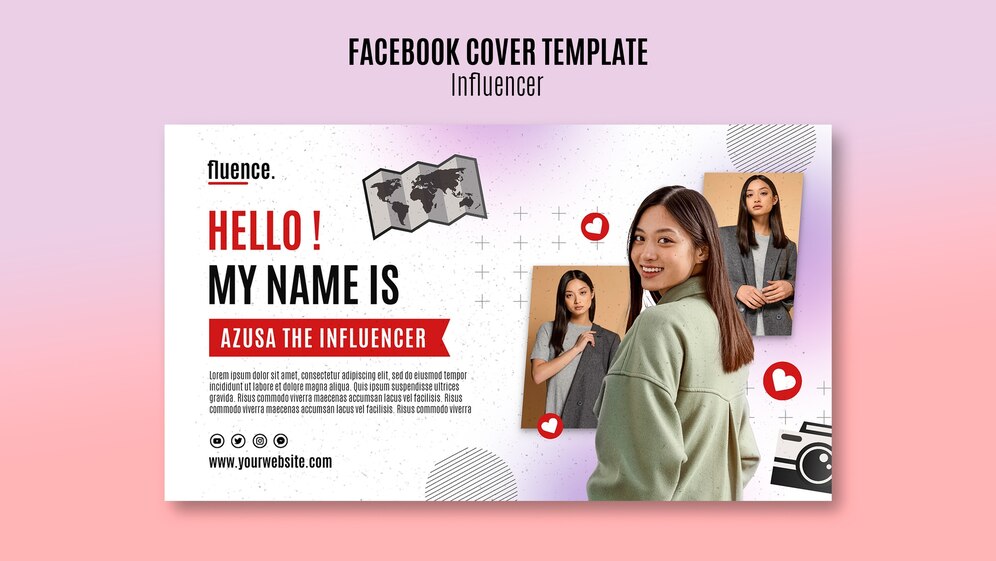 FACEBOOK COVER TEMPLATE
Influencer
fluence.
HELLO !
MY NAME IS
AZUSA THE INFLUENCER
Lorem ipsum dolor sit amet, consectetur adipiscing elit, sed do eiusmod tempor
incididunt ut labore et dolore magna aliqua. Quis ipsum suspendisse ultrices
gravida. Risus commodo viverra maecenas accumsan lacus vel facilisis. Risus
commodo viverra maecenas accumsan lacus vel facilisis. Risus commodo viverra
www.yourwebsite.com